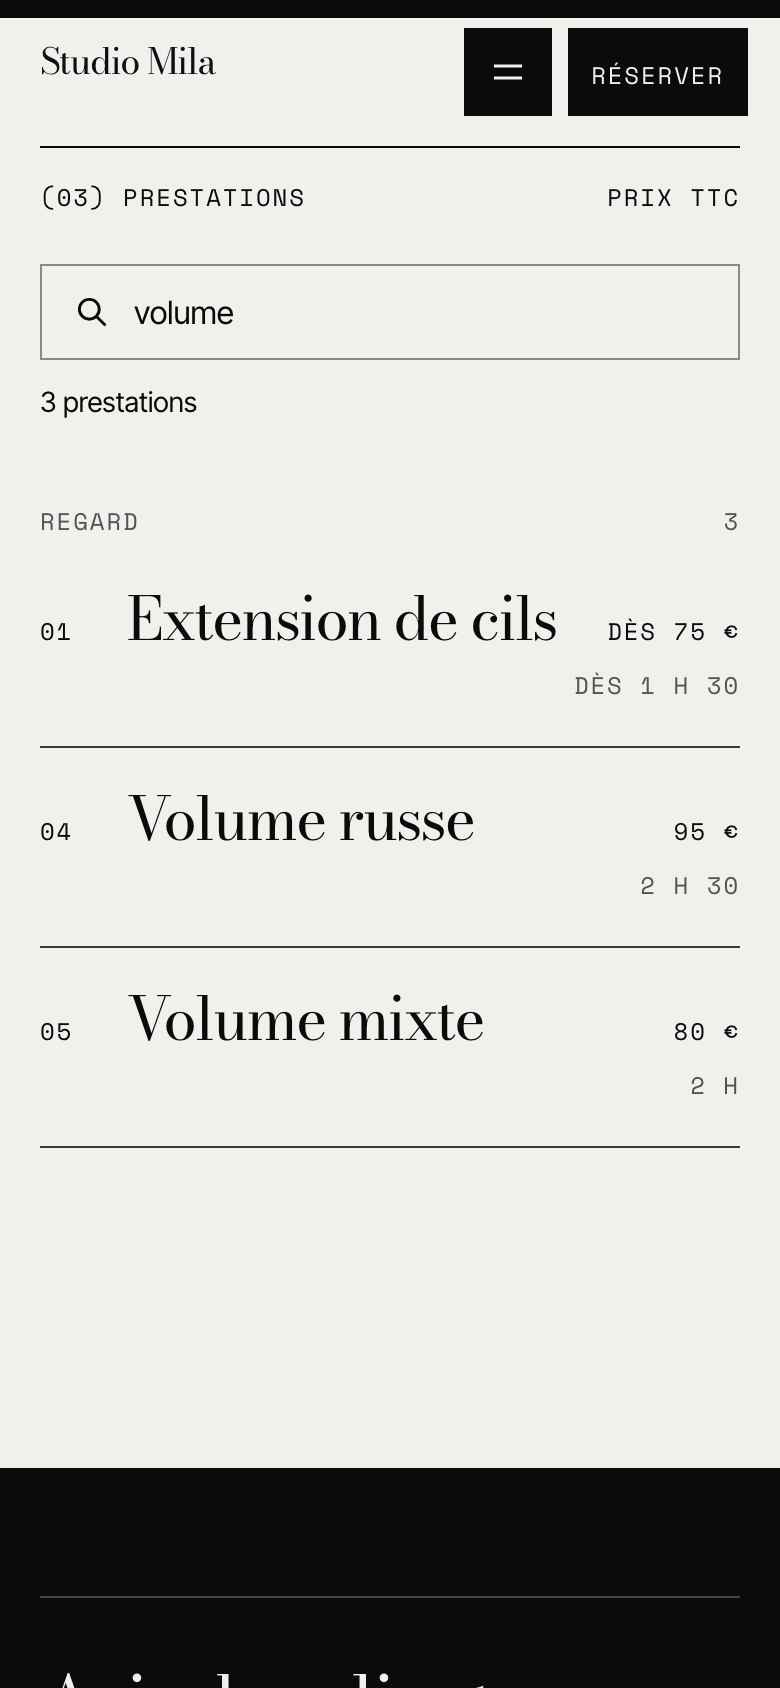 Studio Mila
RÉSERVER
(03) PRESTATIONS PRIX TTC
volume
3 prestations
REGARD 3
01 Extension de cils DÈS 75 €
DÈS 1 H 30
04 Volume russe 95 €
2 H 30
05 Volume mixte 80 €
2 H